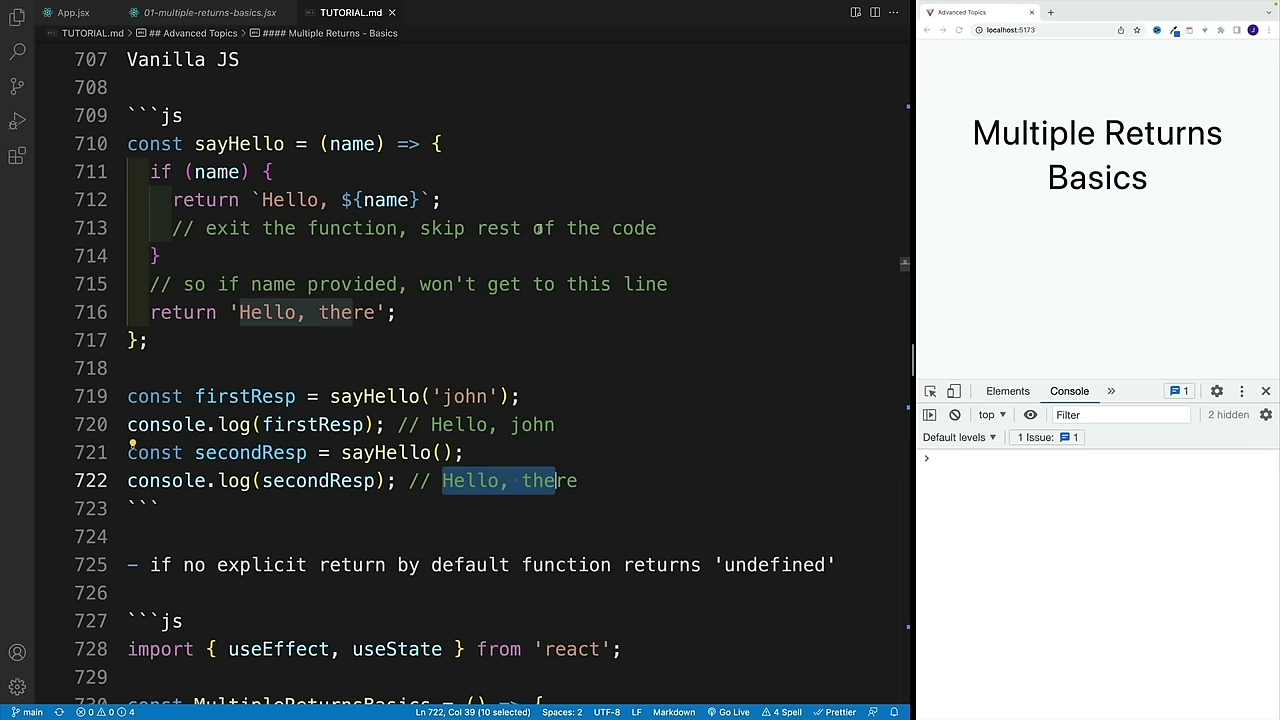 App.jsx
01-multiple-returns-basics.jsx
TUTORIAL.md
TUTORIAL.md > ## Advanced Topics > #### Multiple Returns - Basics
707 Vanilla JS
708
709 ```js
710 const sayHello = (name) => {
711 if (name) {
712 return `Hello, ${name}`;
713 // exit the function, skip rest of the code
714 }
715 // so if name provided, won't get to this line
716 return 'Hello, there';
717 };
718
719 const firstResp = sayHello('john');
720 console.log(firstResp); // Hello, john
721 const secondResp = sayHello();
722 console.log(secondResp); // Hello, there
723 ```
724
725 - if no explicit return by default function returns 'undefined'
726
727 ```js
728 import { useEffect, useState } from 'react';
729
730 const MultipleReturnsBasics = () => {
main 0 0 4 Ln 722, Col 39 (10 selected) Spaces: 2 UTF-8 LF Markdown Go Live 4 Spell Prettier
Advanced Topics
localhost:5173
J
Multiple Returns
Basics
Elements Console 1
top Filter 2 hidden
Default levels 1 Issue: 1